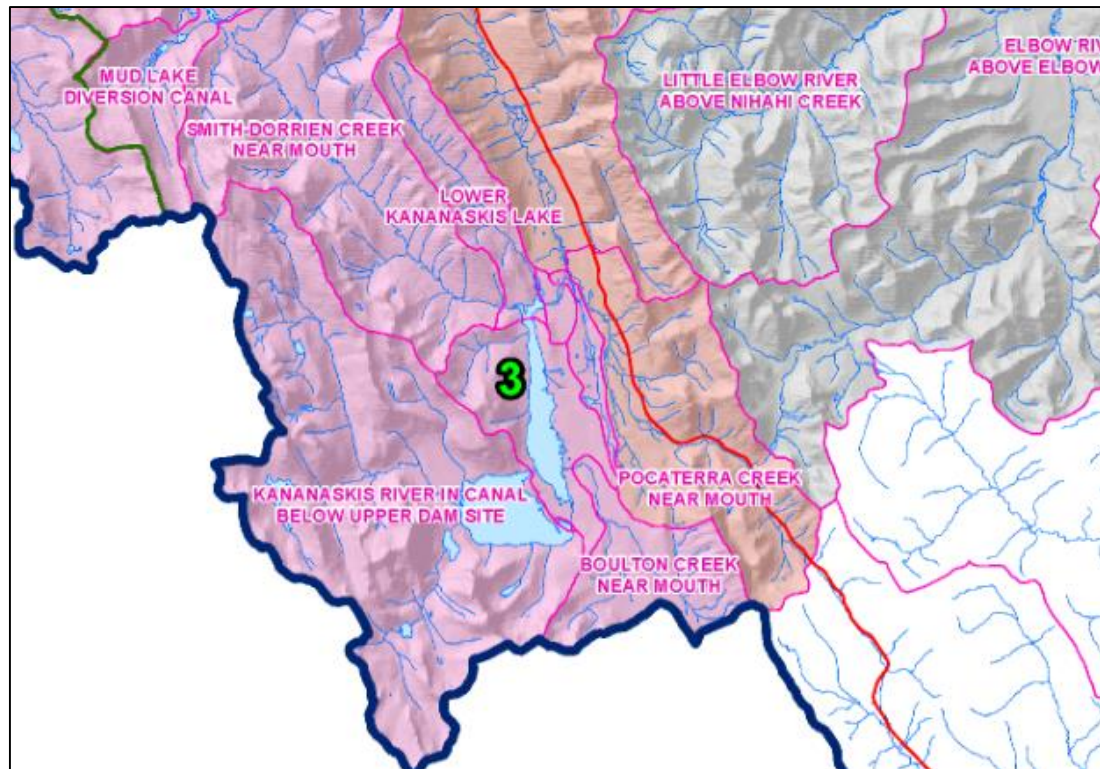 MUD LAKE
DIVERSION CANAL
SMITH-DORRIEN CREEK
NEAR MOUTH
LITTLE ELBOW RIVER
ABOVE NIHAHI CREEK
ELBOW RIV
ABOVE ELBOW
LOWER
KANANASKIS LAKE
3
KANANASKIS RIVER IN CANAL
BELOW UPPER DAM SITE
POCATERRA CREEK
NEAR MOUTH
BOULTON CREEK
NEAR MOUTH